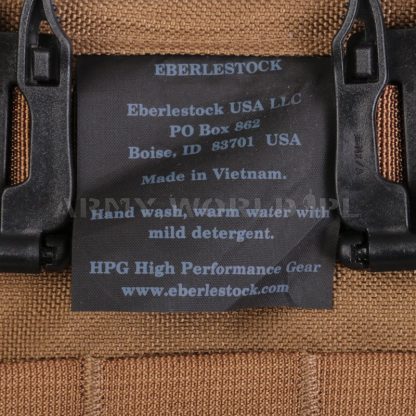 EBERLESTOCK
Eberlestock USA LLC
PO Box 862
Boise, ID 83701 USA
Made in Vietnam.
ARMY-WORLD.PL
Hand wash, warm water with
mild detergent.
HPG High Performance Gear
www.eberlestock.com